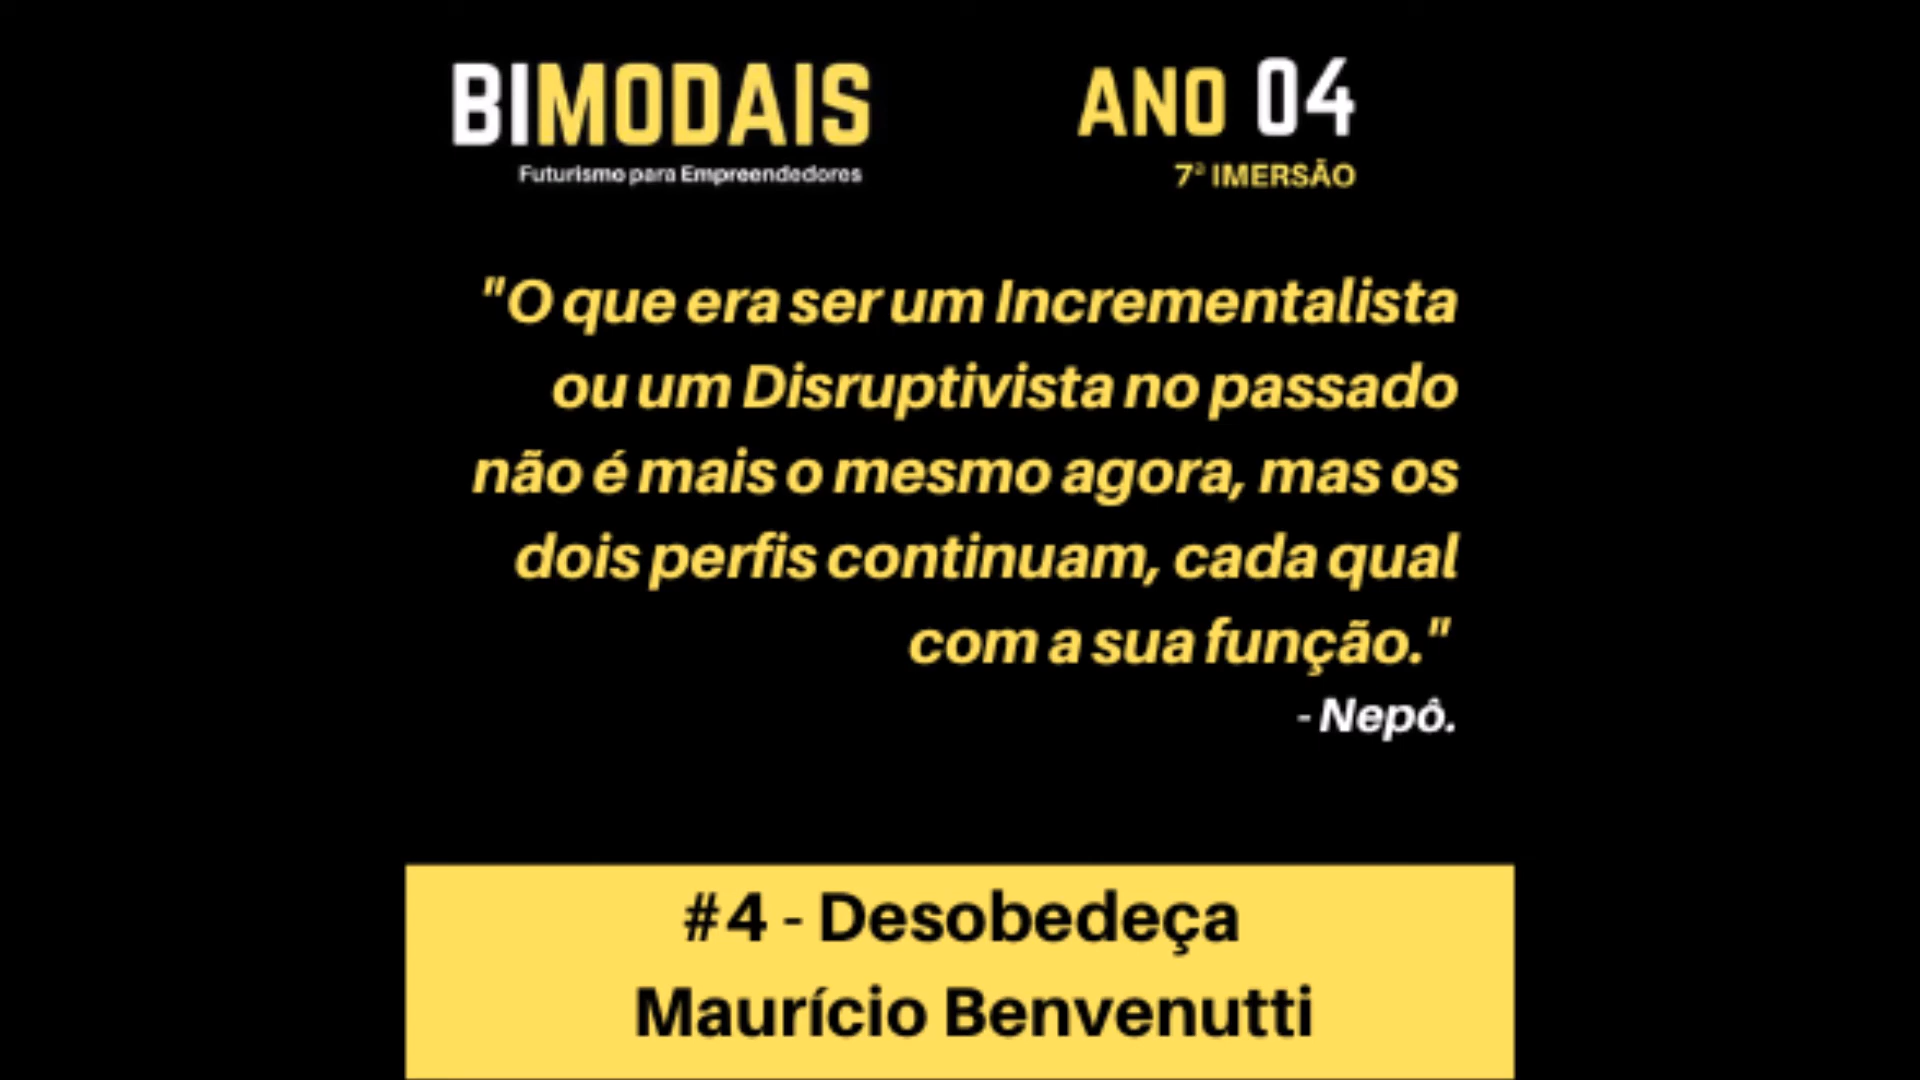 BIMODAIS
Futurismo para Empreendedores
ANO 04
7ª IMERSÃO
"O que era ser um Incrementalista
ou um Disruptivista no passado
não é mais o mesmo agora, mas os
dois perfis continuam, cada qual
com a sua função."
- Nepô.
#4 - Desobedeça
Maurício Benvenutti